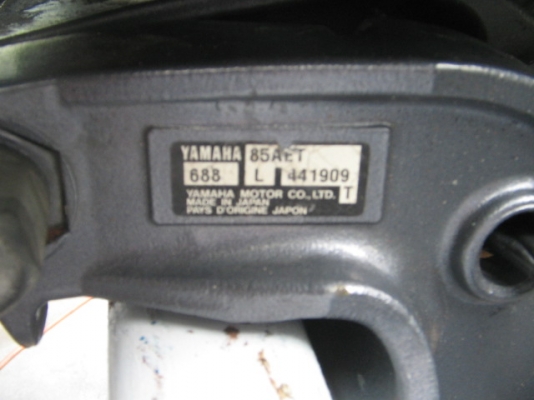 YAMAHA 85AET
688 L 441909
YAMAHA MOTOR CO., LTD. T
MADE IN JAPAN
PAYS D'ORIGINE JAPON